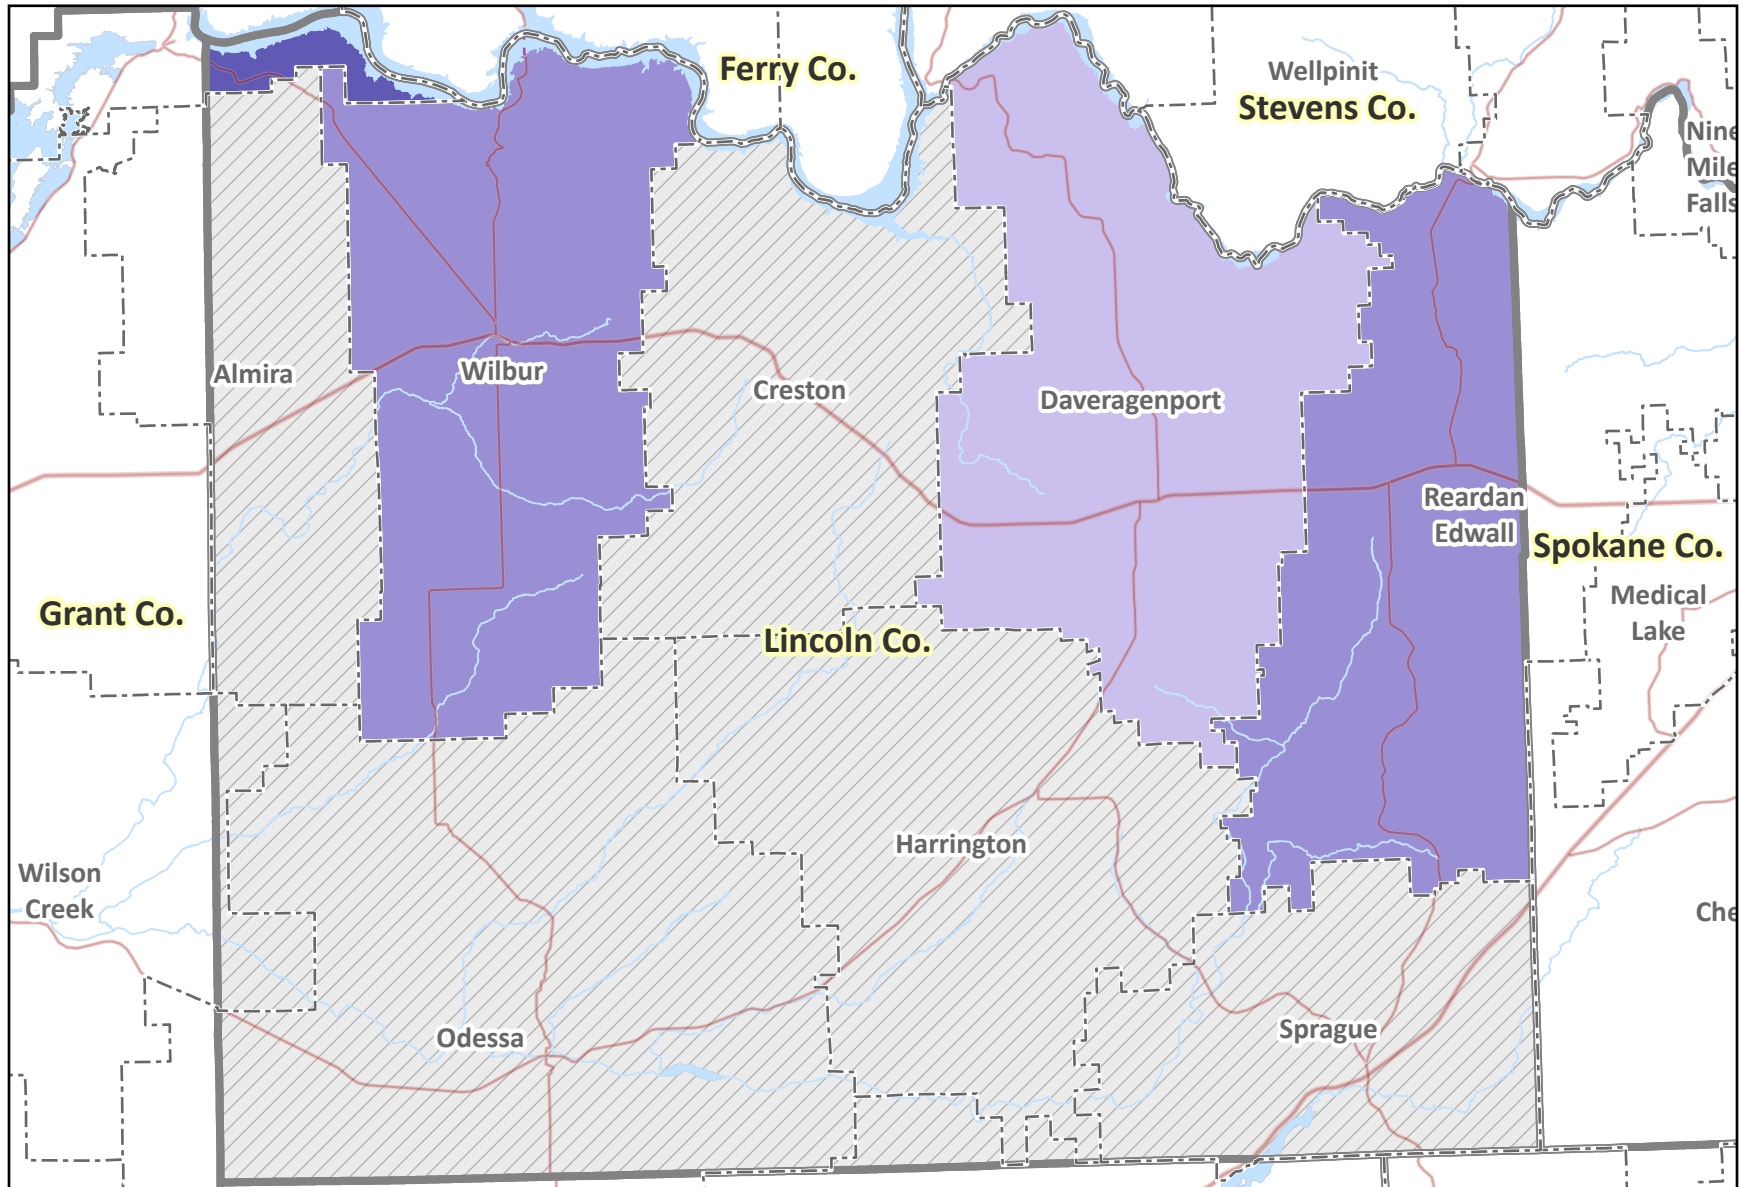 Ferry Co.
Wellpinit
Stevens Co.
Nine
Mile
Falls
Almira
Wilbur
Creston
Daveragenport
Reardan
Edwall
Spokane Co.
Grant Co.
Medical
Lake
Lincoln Co.
Harrington
Wilson
Creek
Che
Odessa
Sprague